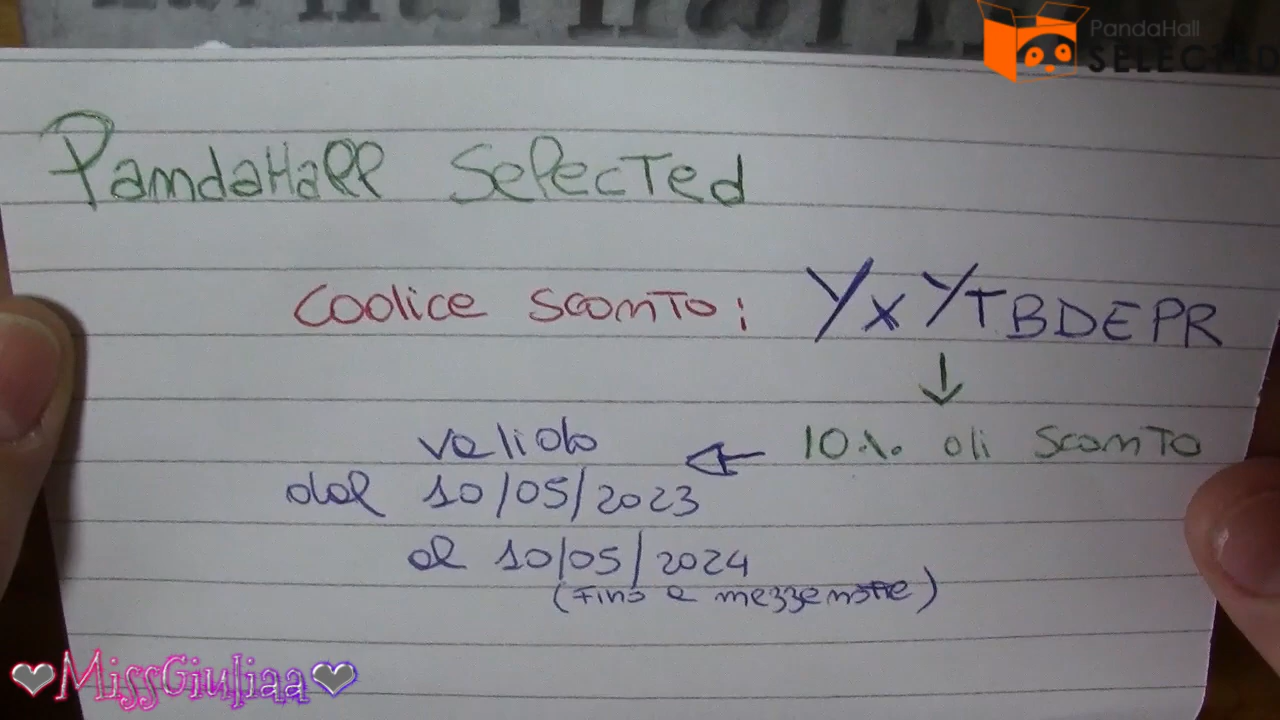 PandaHall
SELECTED
PandaHall Selected
Codice sconto: YXYTBDEPR
10% di sconto
valido
dal 10/05/2023
al 10/05/2024
(fino a mezzanotte)
MissGiuliaa